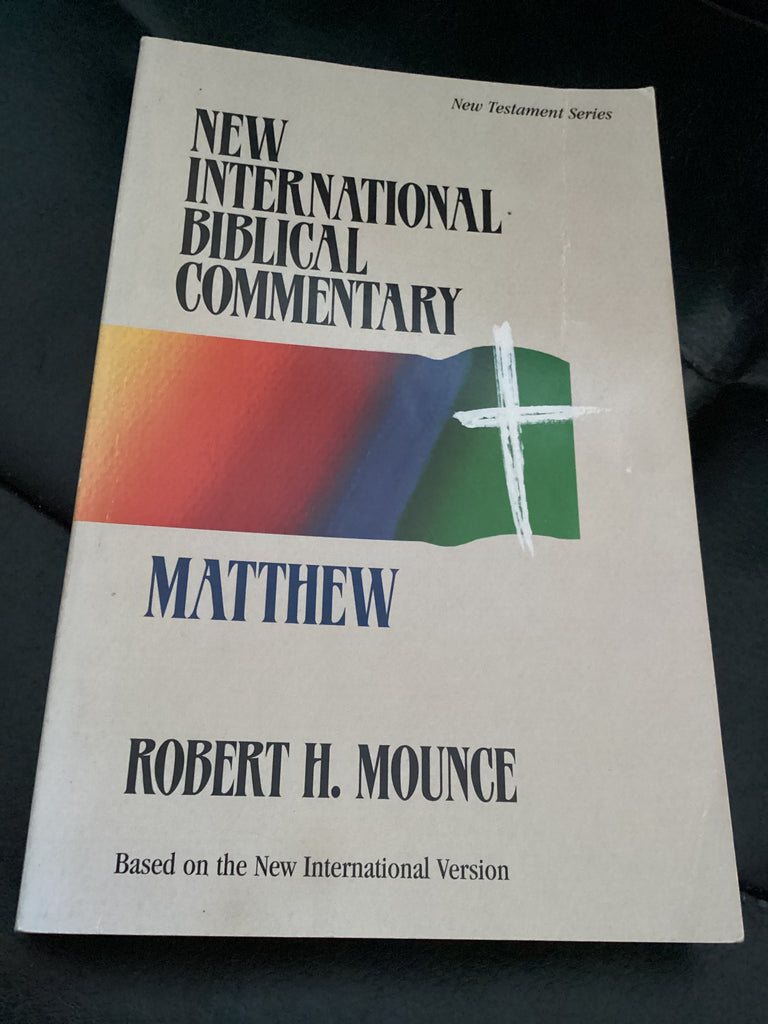 New Testament Series
NEW
INTERNATIONAL
BIBLICAL
COMMENTARY
MATTHEW
ROBERT H. MOUNCE
Based on the New International Version